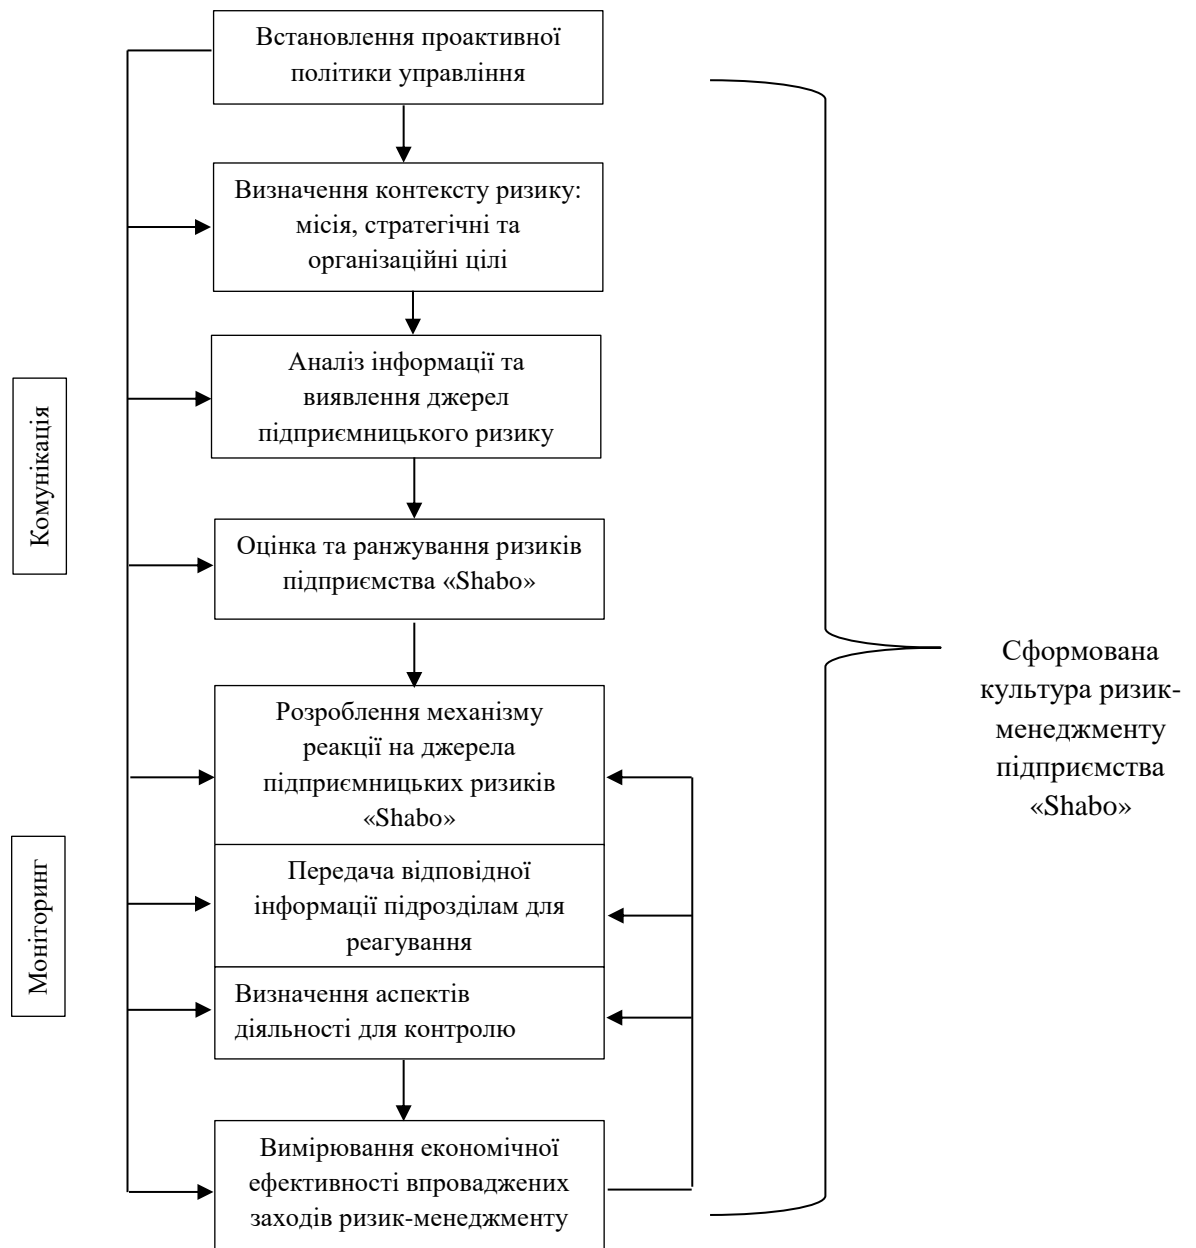 Встановлення проактивної
політики управління
Визначення контексту ризику:
місія, стратегічні та
організаційні цілі
Аналіз інформації та
виявлення джерел
підприємницького ризику
Комунікація
Оцінка та ранжування ризиків
підприємства «Shabo»
Розроблення механізму
реакції на джерела
підприємницьких ризиків
«Shabo»
Передача відповідної
інформації підрозділам для
реагування
Моніторинг
Визначення аспектів
діяльності для контролю
Вимірювання економічної
ефективності впроваджених
заходів ризик-менеджменту
Сформована
культура ризик-
менеджменту
підприємства
«Shabo»